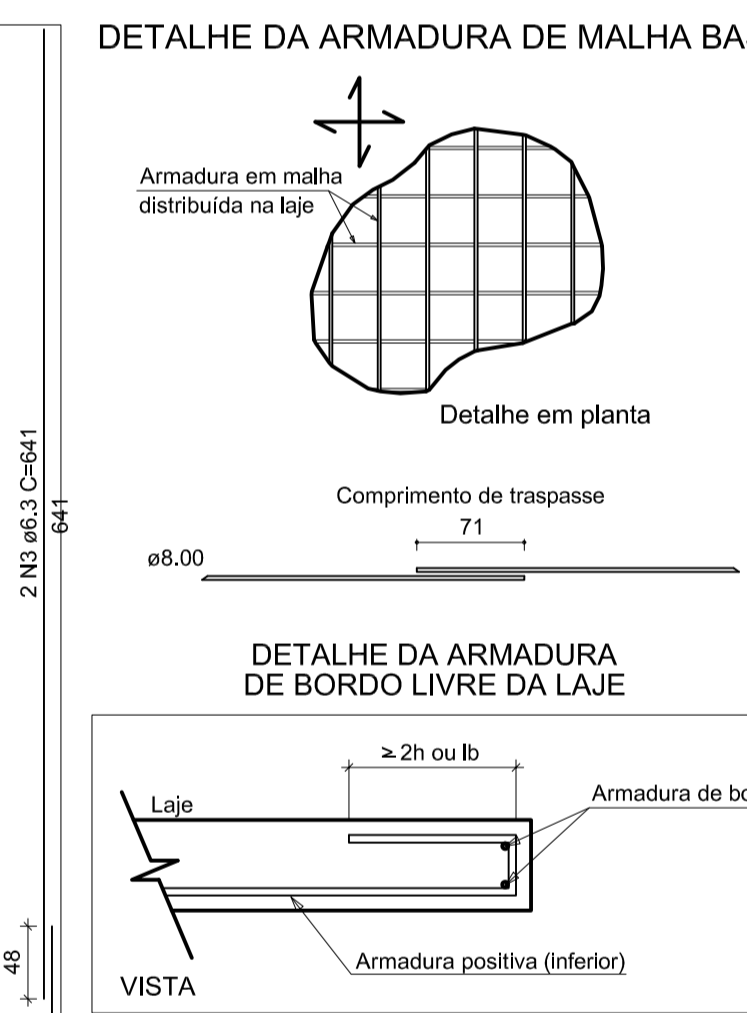 DETALHE DA ARMADURA DE MALHA
Armadura em malha
distribuída na laje
Detalhe em planta
2 N3 ø6.3 C=641
641
Comprimento de traspasse
71
ø8.00
DETALHE DA ARMADURA
DE BORDO LIVRE DA LAJE
≥ 2h ou lb
Laje
Armadura de
Armadura positiva (inferior)
48
VISTA